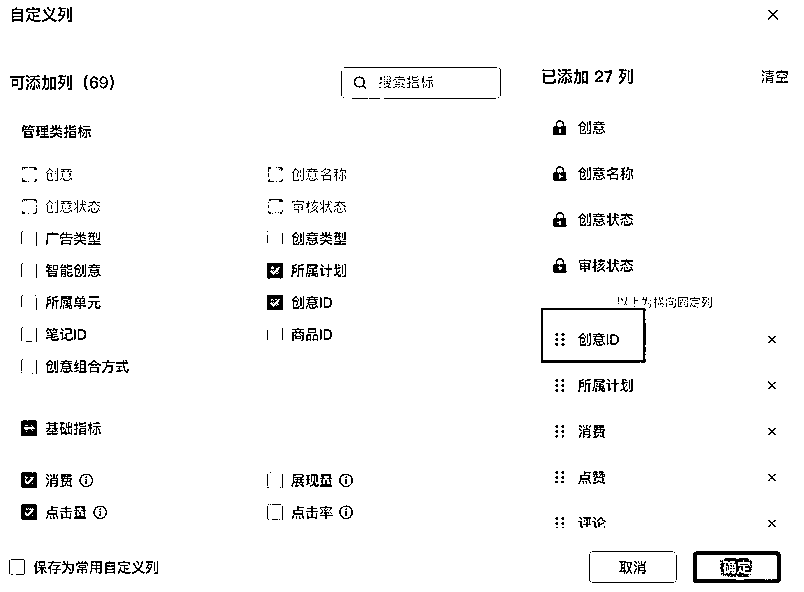 自定义列
可添加列（69）
搜索指标
管理类指标
创意
创意名称
创意状态
审核状态
广告类型
创意类型
智能创意
所属计划
所属单元
创意ID
笔记ID
商品ID
创意组合方式
基础指标
消费
展现量
点击量
点击率
保存为常用自定义列
已添加 27 列
清空
创意
创意名称
创意状态
审核状态
以上为横向固定列
创意ID
所属计划
消费
点赞
评论
取消
确定